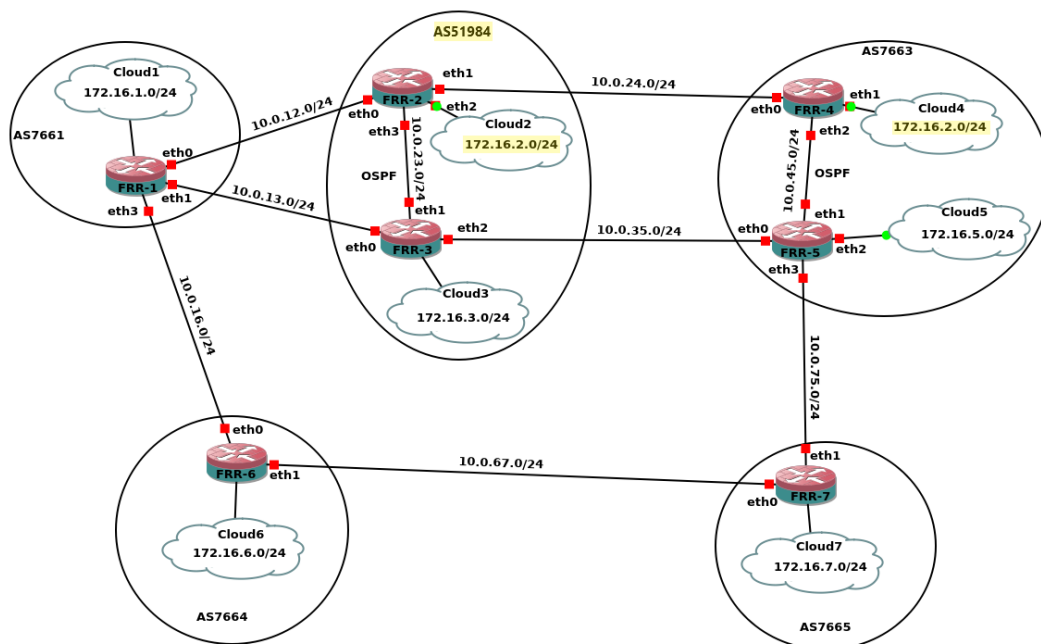 AS51984
AS7663
Cloud1
172.16.1.0/24
AS7661
eth0
FRR-1
eth1
eth3
10.0.12.0/24
10.0.13.0/24
10.0.16.0/24
eth1
FRR-2
eth0
eth2
eth3
Cloud2
172.16.2.0/24
10.0.23.0/24
OSPF
eth1
eth2
eth0
FRR-3
Cloud3
172.16.3.0/24
10.0.24.0/24
10.0.35.0/24
eth1
eth0
FRR-4
eth2
Cloud4
172.16.2.0/24
10.0.45.0/24
OSPF
eth1
eth0
FRR-5
eth2
eth3
Cloud5
172.16.5.0/24
10.0.75.0/24
eth0
FRR-6
eth1
Cloud6
172.16.6.0/24
AS7664
10.0.67.0/24
eth1
eth0
FRR-7
Cloud7
172.16.7.0/24
AS7665